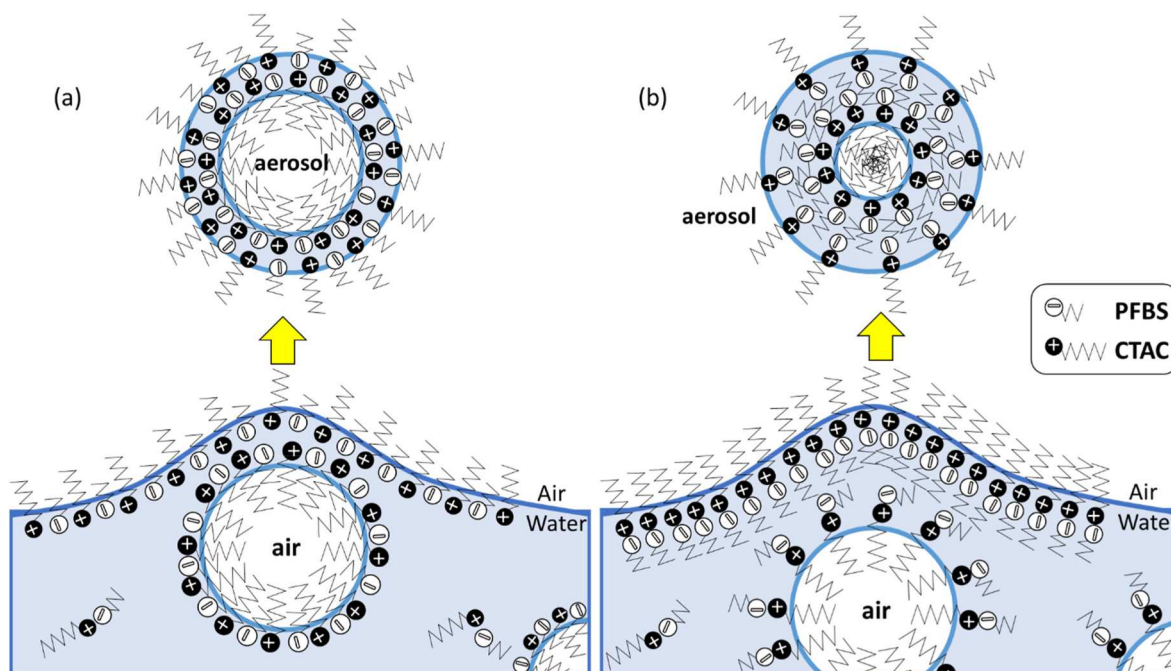 (a)
aerosol
Air
Water
air
(b)
aerosol
PFBS
CTAC
Air
Water
air